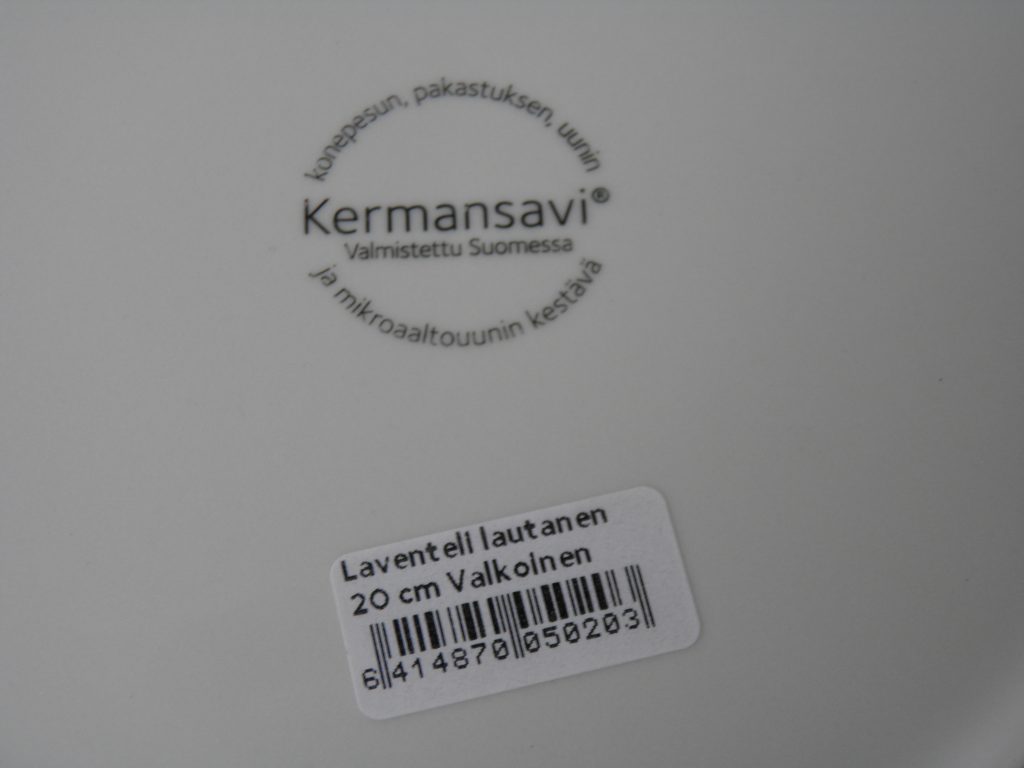 konepesun, pakastuksen, uunin
Kermansavi®
Valmistettu Suomessa
ja mikroaaltouunin kestävä
Laventeli lautanen
20 cm Valkoinen
6 414870 050203